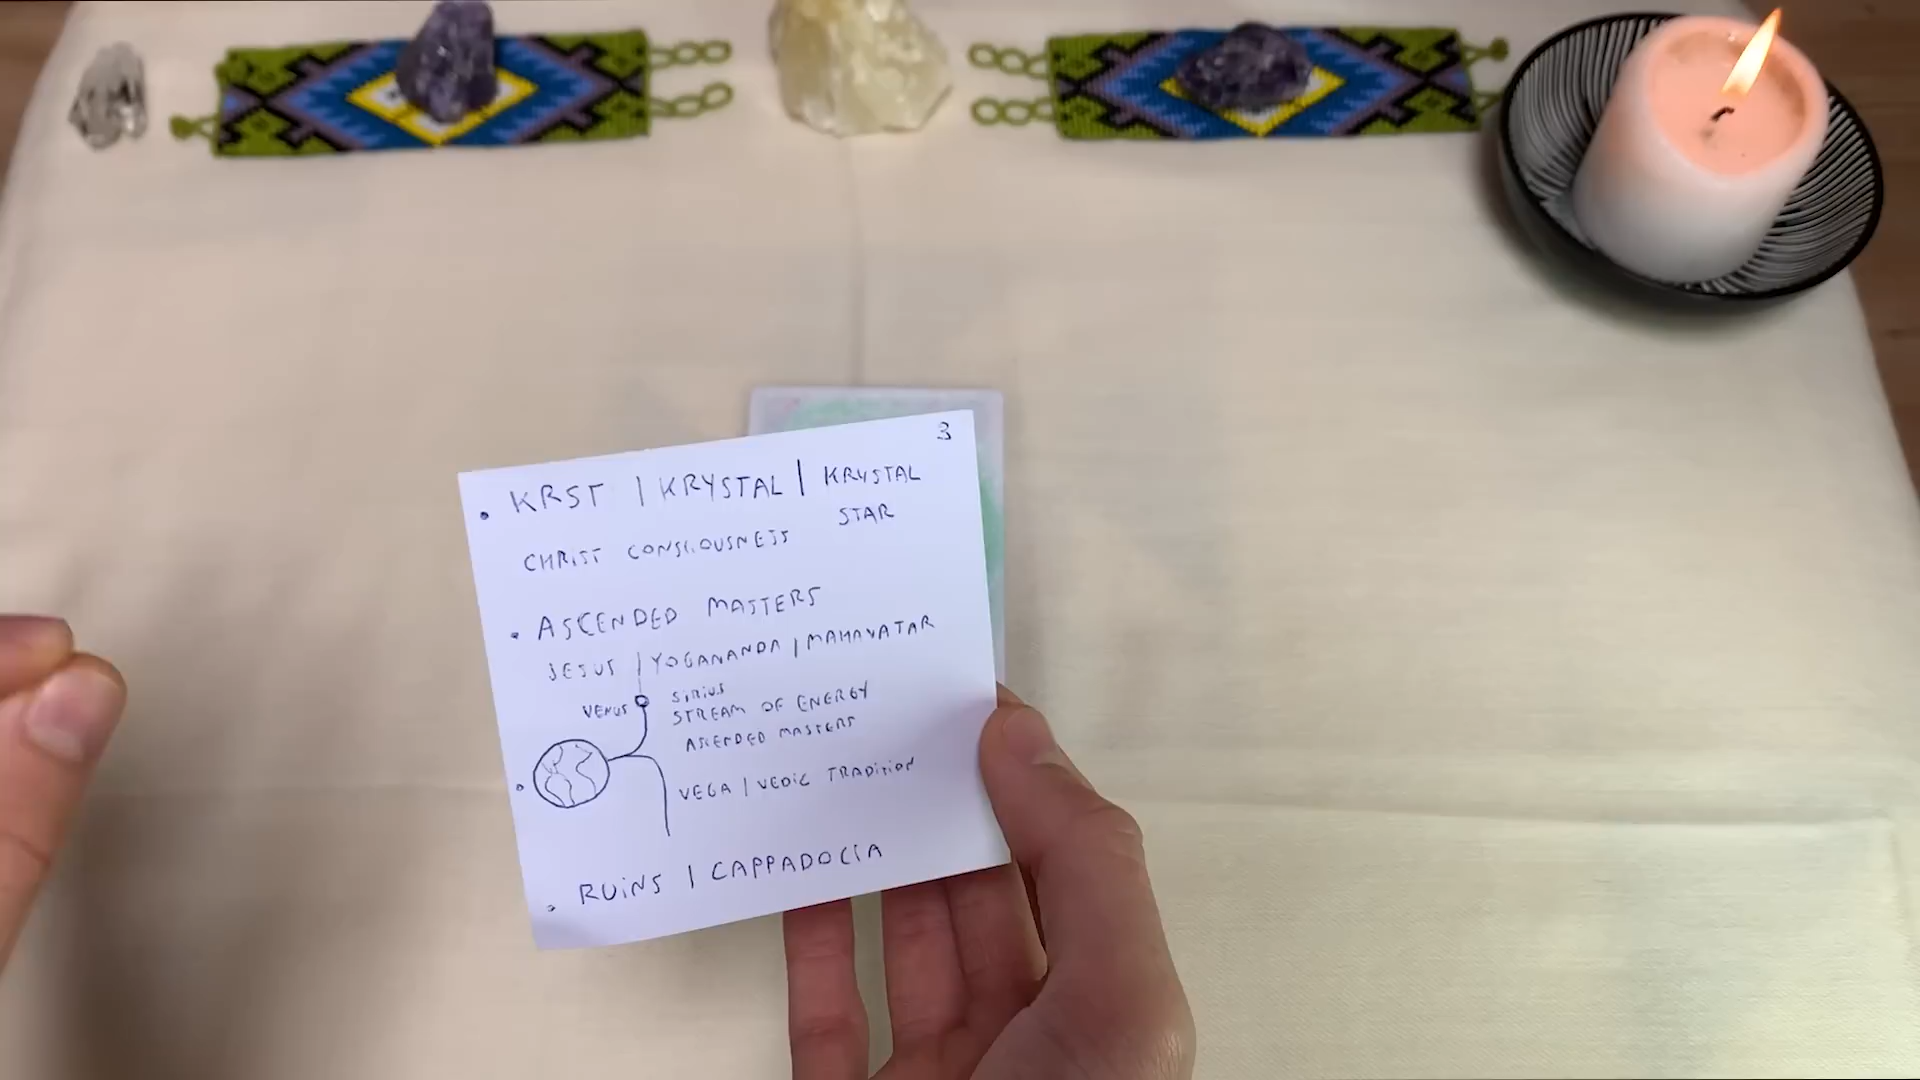 3
• KRST | KRYSTAL | KRYSTAL STAR
CHRIST CONSCIOUSNESS
• ASCENDED MASTERS
JESUS | YOGANANDA | MAHAVATAR
VENUS
SIRIUS
STREAM OF ENERGY
ASCENDED MASTERS
VEGA | VEDIC TRADITION
• RUINS | CAPPADOCIA